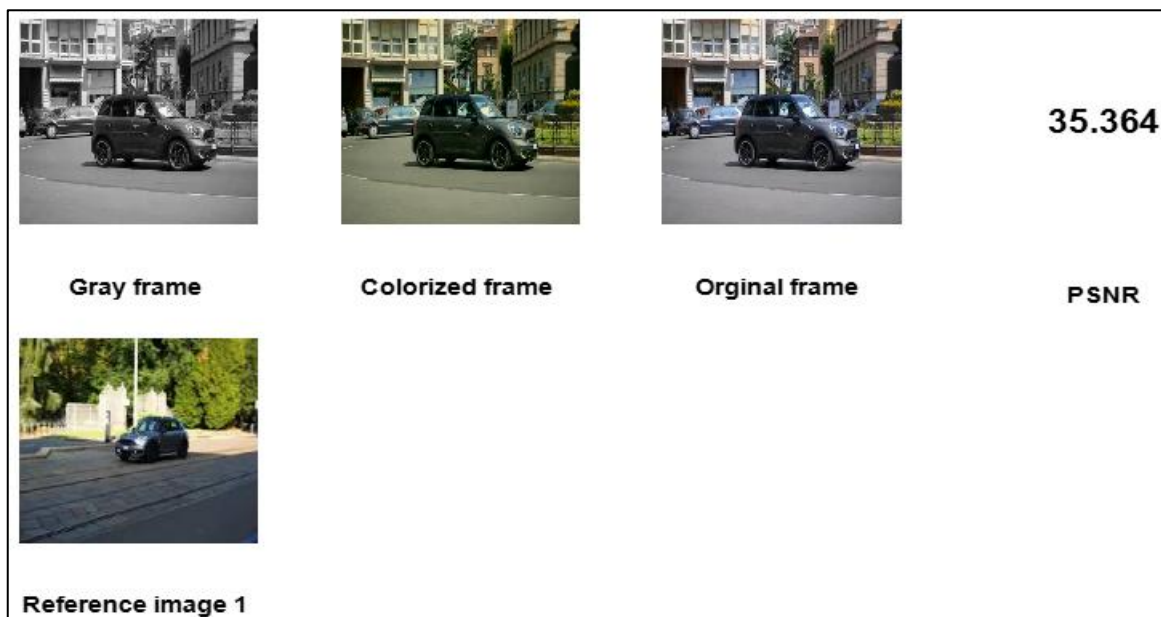 35.364
Gray frame
Colorized frame
Orginal frame
PSNR
Reference image 1